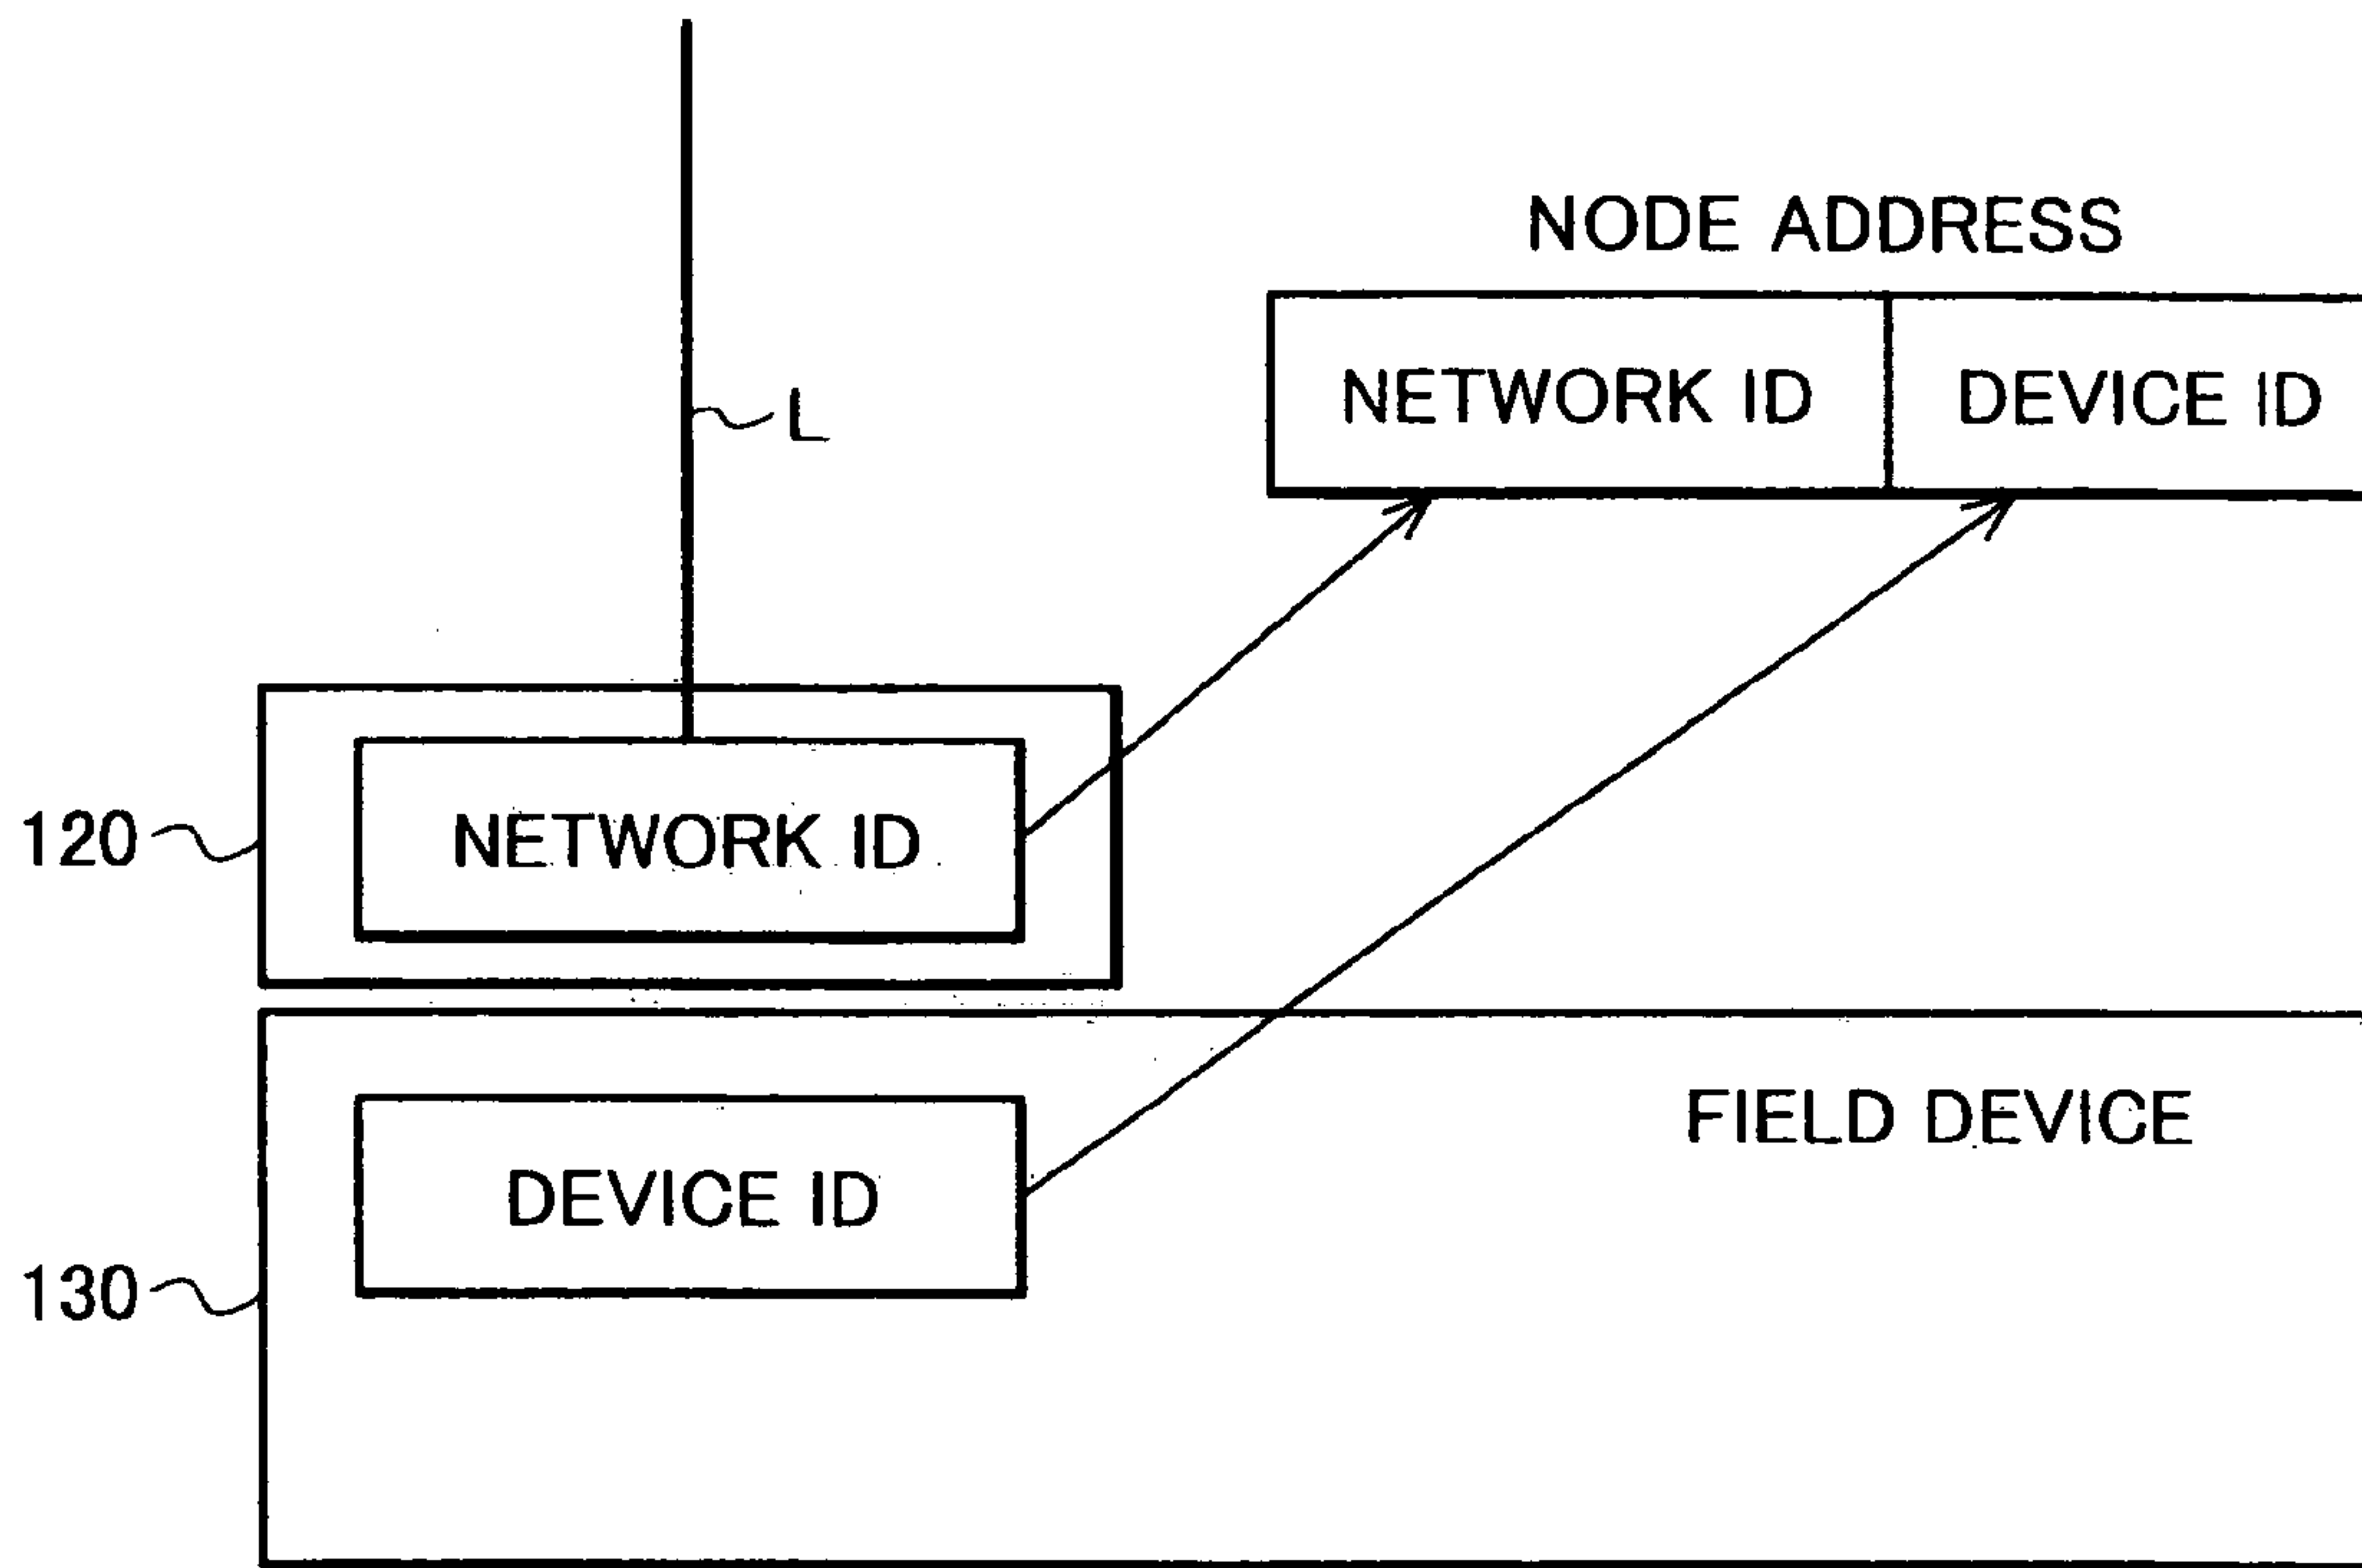 NODE ADDRESS
NETWORK ID DEVICE ID
L
120
NETWORK ID
FIELD DEVICE
DEVICE ID
130